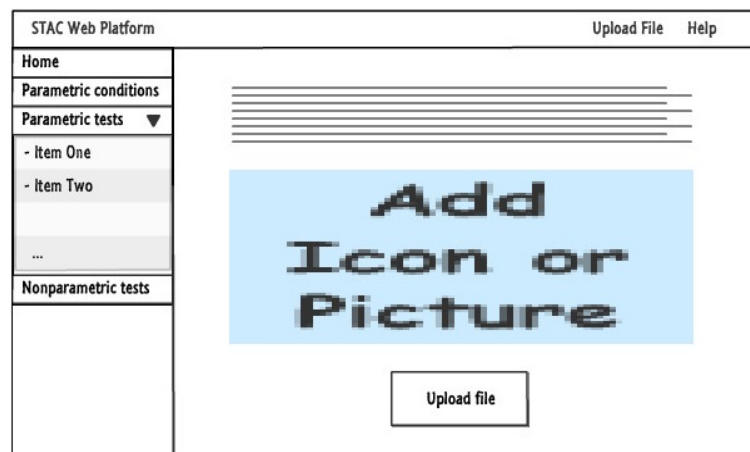 STAC Web Platform
Upload File Help
Home
Parametric conditions
Parametric tests
- Item One
- Item Two
...
Nonparametric tests
Add
Icon or
Picture
Upload file